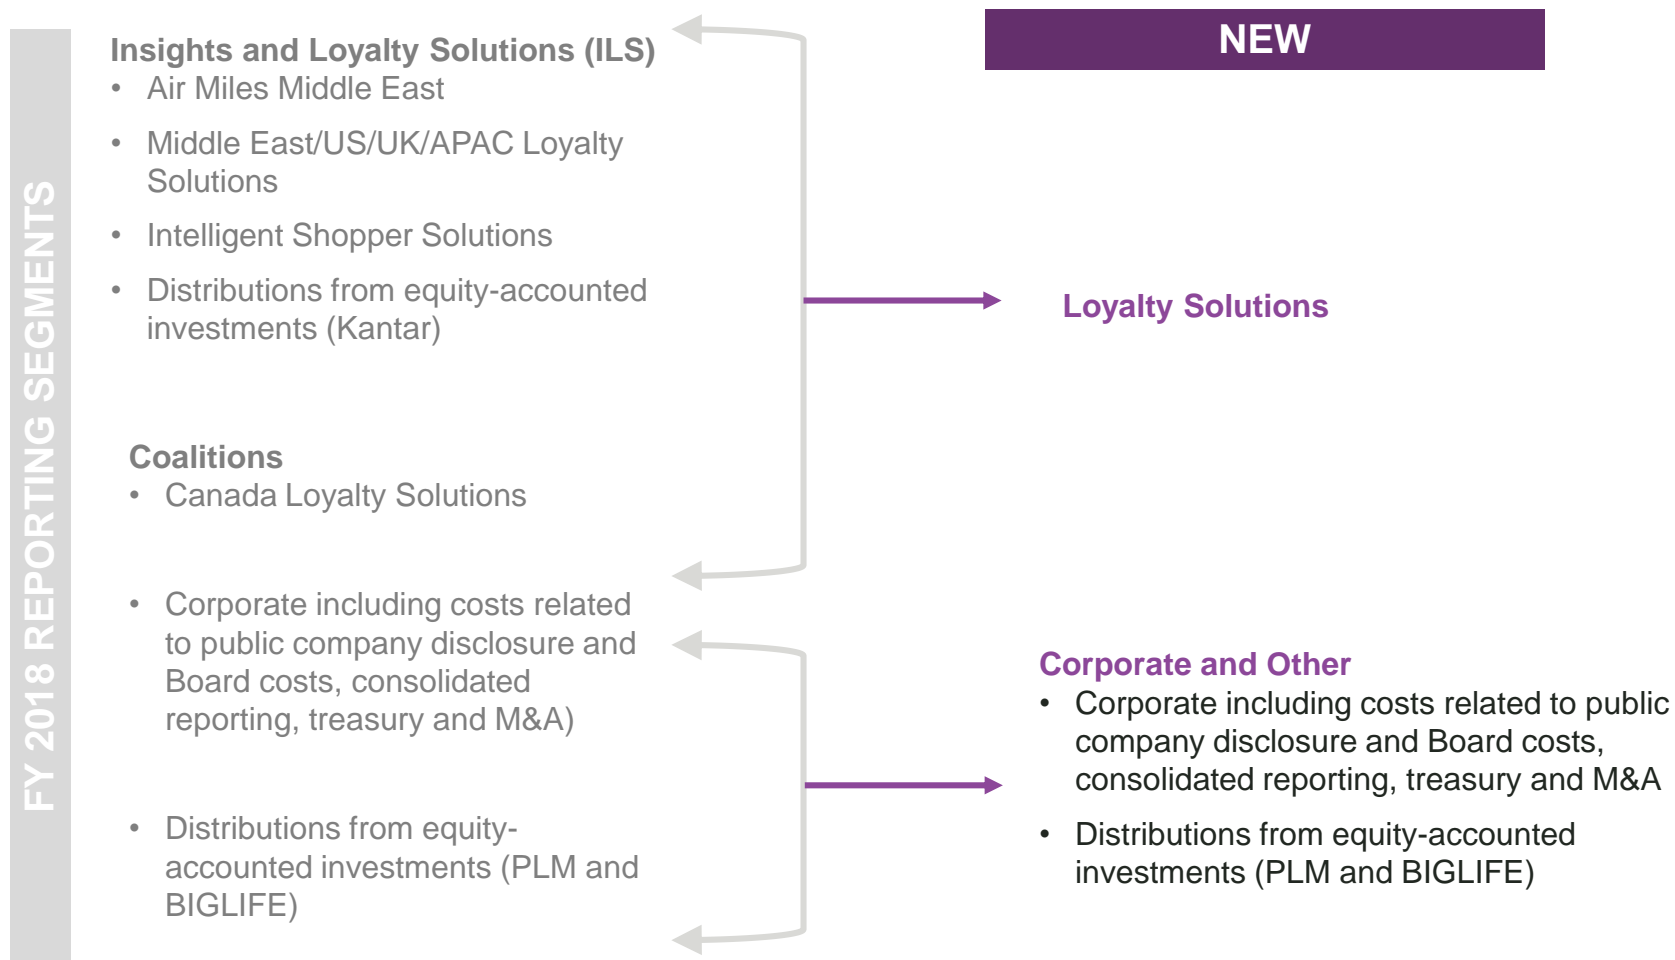 FY 2018 REPORTING SEGMENTS
Insights and Loyalty Solutions (ILS)
• Air Miles Middle East
• Middle East/US/UK/APAC Loyalty
Solutions
• Intelligent Shopper Solutions
• Distributions from equity-accounted
investments (Kantar)
Coalitions
• Canada Loyalty Solutions
• Corporate including costs related
to public company disclosure and
Board costs, consolidated
reporting, treasury and M&A)
• Distributions from equity-
accounted investments (PLM and
BIGLIFE)
NEW
Loyalty Solutions
Corporate and Other
• Corporate including costs related to public
company disclosure and Board costs,
consolidated reporting, treasury and M&A
• Distributions from equity-accounted
investments (PLM and BIGLIFE)